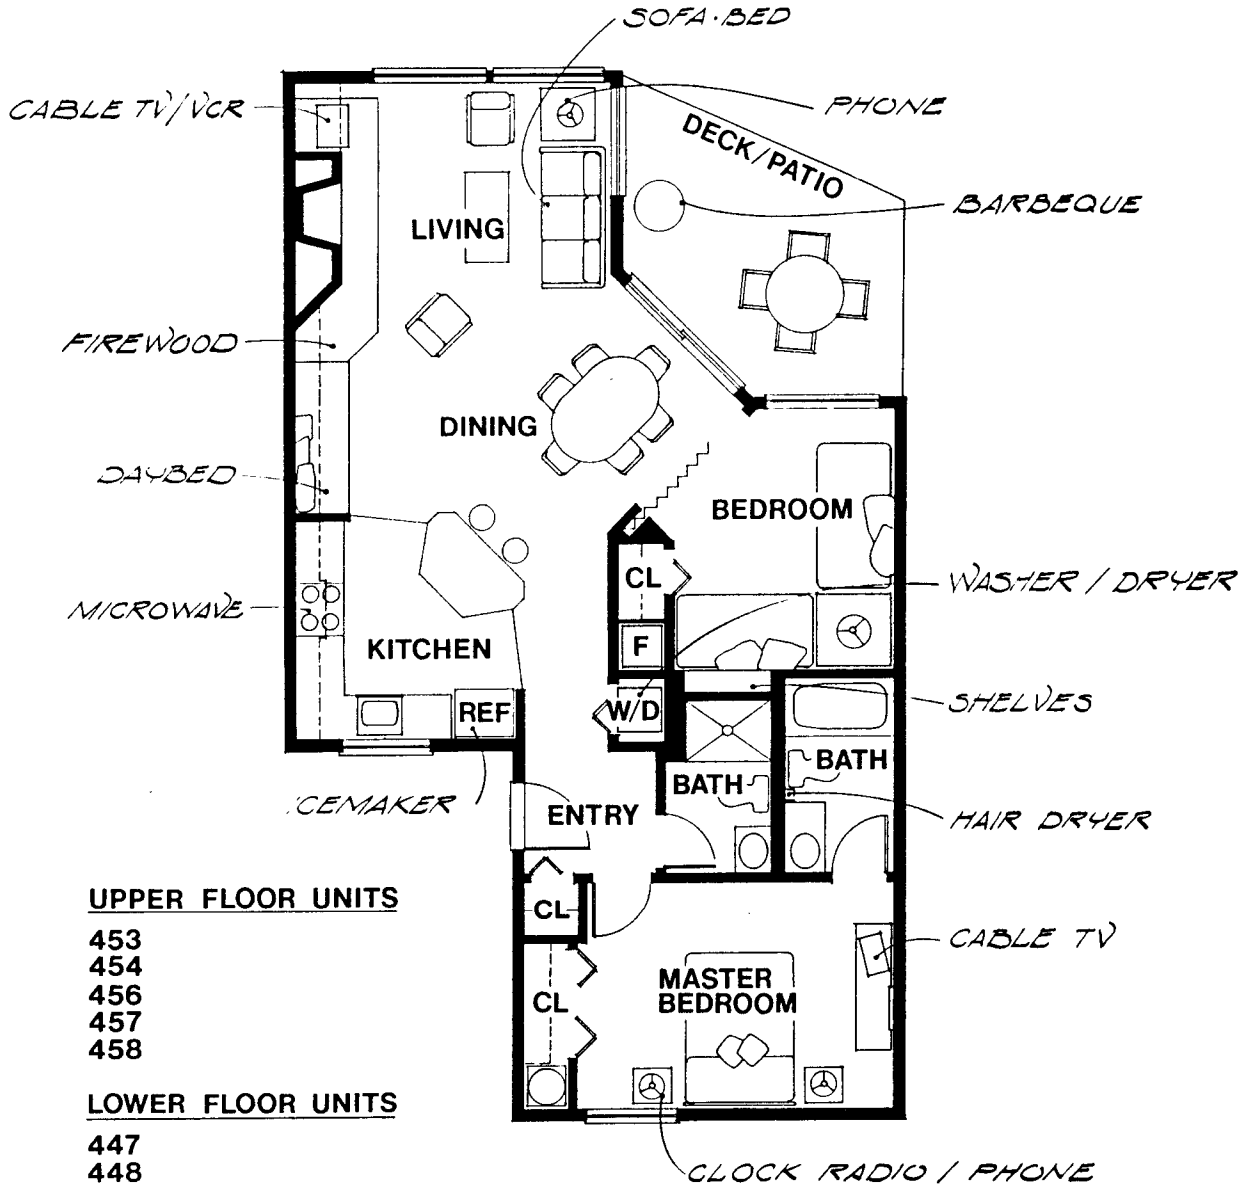 SOFA·BED
CABLE TV/VCR
PHONE
DECK/PATIO
BARBEQUE
LIVING
FIREWOOD
DINING
DAYBED
BEDROOM
CL
WASHER / DRYER
MICROWAVE
KITCHEN
F
SHELVES
REF
W/D
BATH
BATH
ICEMAKER
ENTRY
HAIR DRYER
UPPER FLOOR UNITS
453
454
456
457
458
CL
CABLE TV
MASTER
BEDROOM
CL
LOWER FLOOR UNITS
447
448
CLOCK RADIO / PHONE